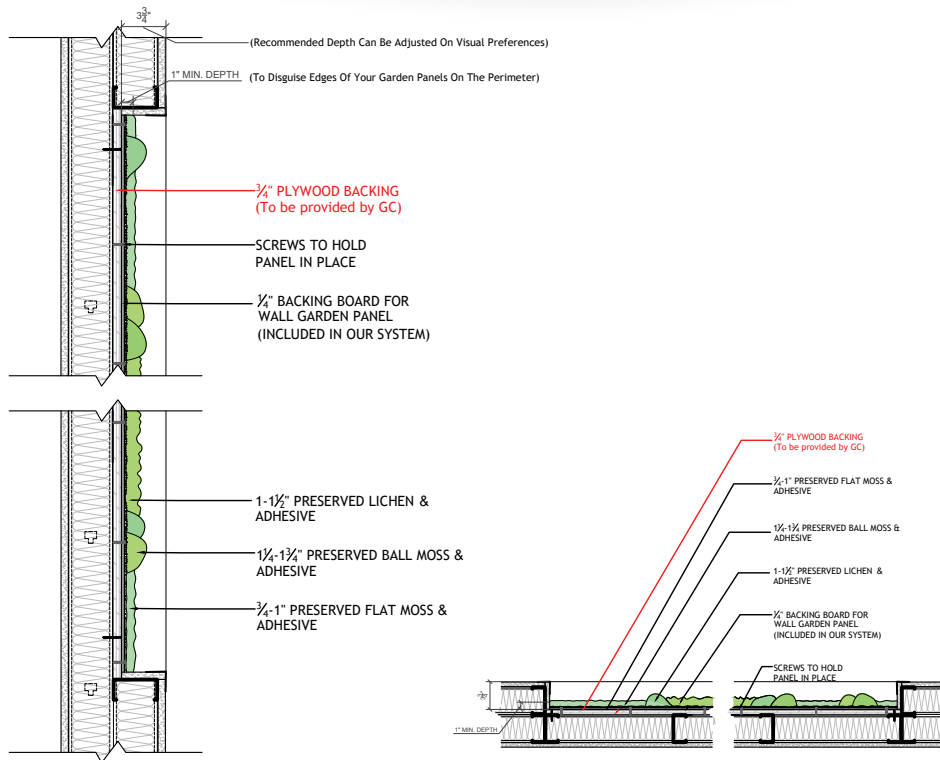 3¾"
(Recommended Depth Can Be Adjusted On Visual Preferences)
1" MIN. DEPTH
(To Disguise Edges Of Your Garden Panels On The Perimeter)
¾" PLYWOOD BACKING
(To be provided by GC)
SCREWS TO HOLD
PANEL IN PLACE
¼" BACKING BOARD FOR
WALL GARDEN PANEL
(INCLUDED IN OUR SYSTEM)
1-1½" PRESERVED LICHEN &
ADHESIVE
1¼-1¾" PRESERVED BALL MOSS &
ADHESIVE
¾-1" PRESERVED FLAT MOSS &
ADHESIVE
¾" PLYWOOD BACKING
(To be provided by GC)
¾-1" PRESERVED FLAT MOSS &
ADHESIVE
1¼-1¾ PRESERVED BALL MOSS &
ADHESIVE
1-1½" PRESERVED LICHEN &
ADHESIVE
¼" BACKING BOARD FOR
WALL GARDEN PANEL
(INCLUDED IN OUR SYSTEM)
SCREWS TO HOLD
PANEL IN PLACE
1" MIN. DEPTH